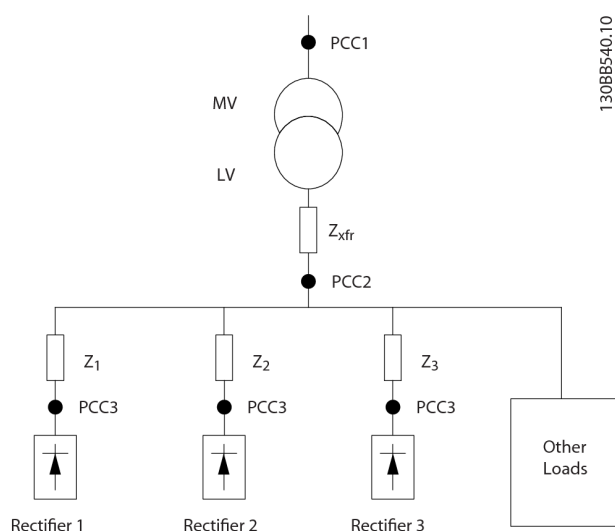 PCC1
130BB540.10
MV
LV
Zxfr
PCC2
Z1
Z2
Z3
PCC3
PCC3
PCC3
Other
Loads
Rectifier 1
Rectifier 2
Rectifier 3